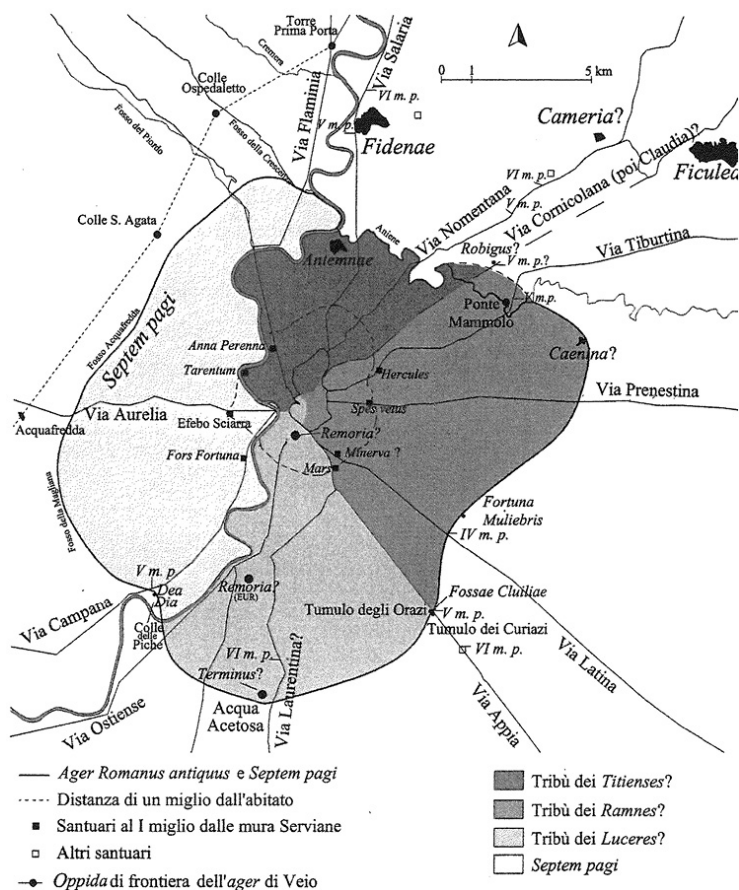 Torre
Prima Porta
Cremera
Via Salaria
0 1 5 km
Colle
Ospedaletto
VI m. p.
Via Flaminia
V m. p.
Fosso del Piordo
Fosso della Crescenza
Fidenae
Cameria?
Ficulea
Via Cornicolana (poi Claudia)?
VI m. p.
V m. p.
Via Nomentana
Colle S. Agata
Aniene
Antemnae
Robigus?
V m. p.?
Via Tiburtina
Septem pagi
Fosso Acquafredda
Ponte
Mammolo
V m.p.
Anna Perenna
Caenina?
Tarentum
Hercules
Via Aurelia
Efebo Sciarra
Spes vetus
Via Prenestina
Acquafredda
Remoria?
Fors Fortuna
Minerva ?
Mars
Fosso della Magliana
Fortuna
Muliebris
IV m. p.
V m. p.
Dea
Dia
Remoria?
(EUR)
Fossae Cluiliae
Tumulo degli Orazi
V m. p.
Via Campana
Colle
delle
Piche
Tumulo dei Curiazi
VI m. p.
VI m. p.
Terminus?
Via Laurentina?
Via Latina
Acqua
Acetosa
Via Ostiense
Via Appia
Ager Romanus antiquus e Septem pagi
Distanza di un miglio dall'abitato
Santuari al I miglio dalle mura Serviane
Altri santuari
Oppida di frontiera dell'ager di Veio
Tribù dei Titienses?
Tribù dei Ramnes?
Tribù dei Luceres?
Septem pagi